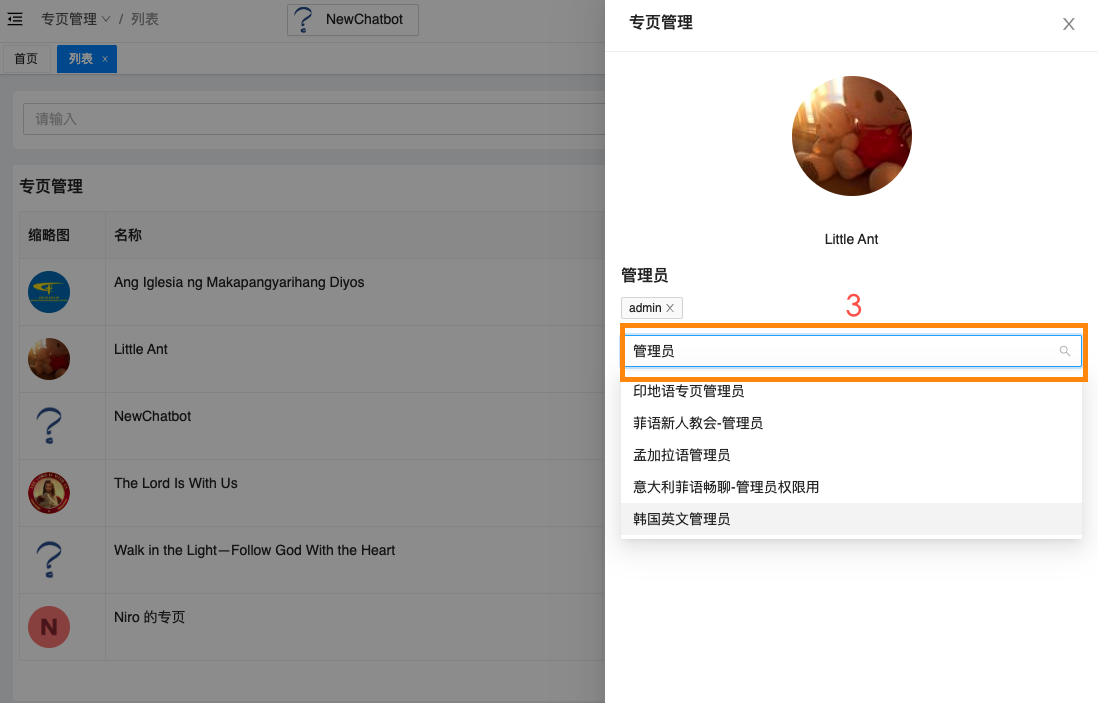 专页管理 / 列表
NewChatbot
首页
列表 ×
请输入
专页管理
缩略图 名称
Ang Iglesia ng Makapangyarihang Diyos
Little Ant
NewChatbot
The Lord Is With Us
Walk in the Light—Follow God With the Heart
N Niro 的专页
专页管理
Little Ant
管理员
admin
3
管理员
印地语专页管理员
菲语新人教会-管理员
孟加拉语管理员
意大利菲语畅聊-管理员权限用
韩国英文管理员